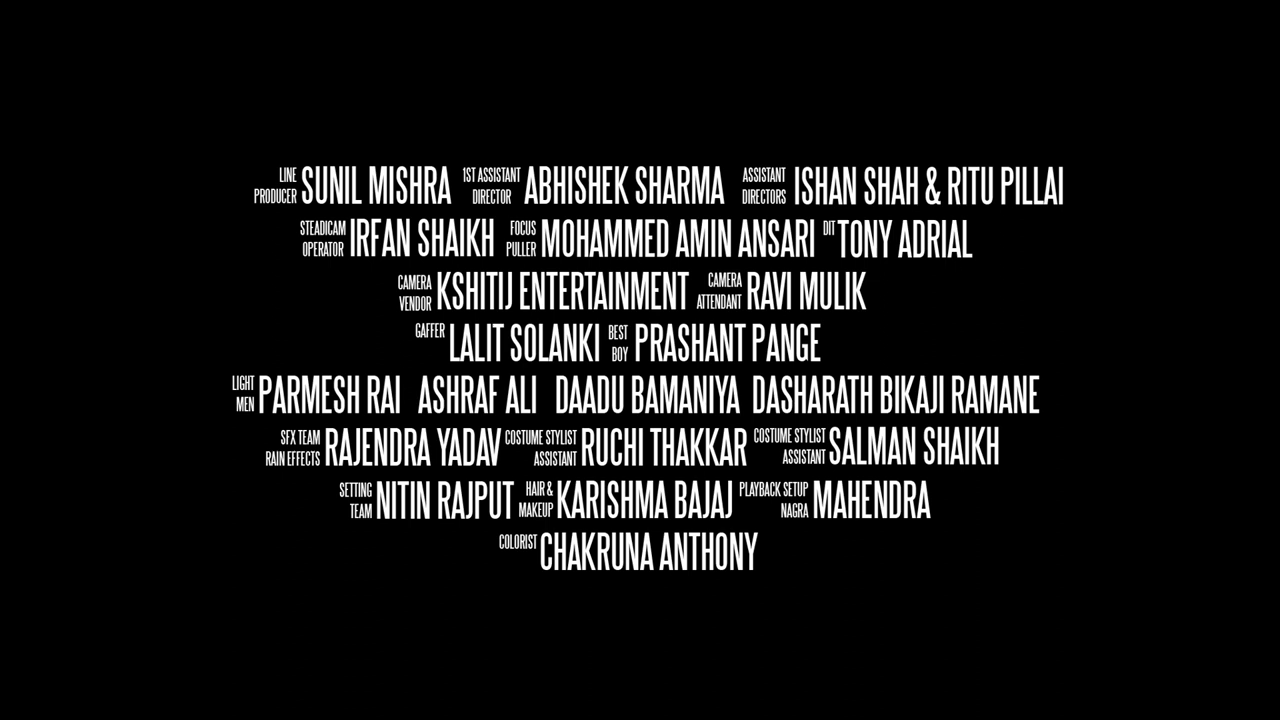 LINE PRODUCER SUNIL MISHRA 1ST ASSISTANT DIRECTOR ABHISHEK SHARMA ASSISTANT DIRECTORS ISHAN SHAH & RITU PILLAI
STEADICAM OPERATOR IRFAN SHAIKH FOCUS PULLER MOHAMMED AMIN ANSARI DIT TONY ADRIAL
CAMERA VENDOR KSHITIJ ENTERTAINMENT CAMERA ATTENDANT RAVI MULIK
GAFFER LALIT SOLANKI BEST BOY PRASHANT PANGE
LIGHT MEN PARMESH RAI ASHRAF ALI DAADU BAMANIYA DASHARATH BIKAJI RAMANE
SFX TEAM RAIN EFFECTS RAJENDRA YADAV COSTUME STYLIST ASSISTANT RUCHI THAKKAR COSTUME STYLIST ASSISTANT SALMAN SHAIKH
SETTING TEAM NITIN RAJPUT HAIR & MAKEUP KARISHMA BAJAJ PLAYBACK SETUP NAGRA MAHENDRA
COLORIST CHAKRUNA ANTHONY